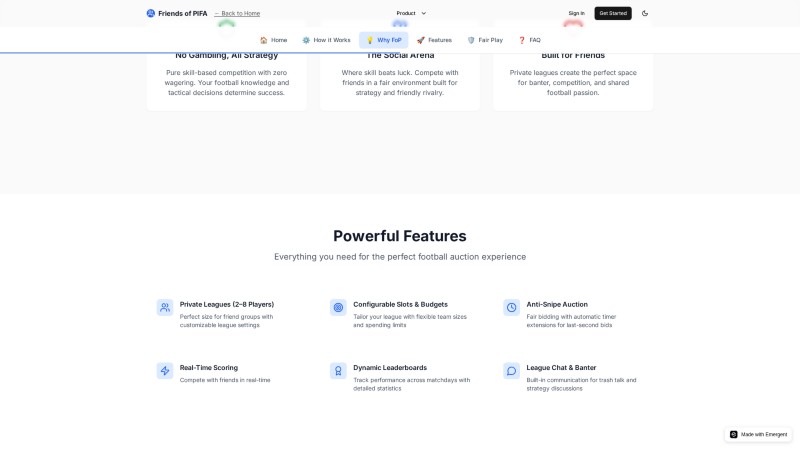 Friends of PIFA
← Back to Home
Product
Sign In
Get Started
🏠 Home
⚙️ How it Works
💡 Why FoP
🚀 Features
🛡️ Fair Play
❓ FAQ
No Gambling, All Strategy
Pure skill-based competition with zero
wagering. Your football knowledge and
tactical decisions determine success.
The Social Arena
Where skill beats luck. Compete with
friends in a fair environment built for
strategy and friendly rivalry.
Built for Friends
Private leagues create the perfect space
for banter, competition, and shared
football passion.
Powerful Features
Everything you need for the perfect football auction experience
Private Leagues (2–8 Players)
Perfect size for friend groups with
customizable league settings
Configurable Slots & Budgets
Tailor your league with flexible team sizes
and spending limits
Anti-Snipe Auction
Fair bidding with automatic timer
extensions for last-second bids
Real-Time Scoring
Compete with friends in real-time
Dynamic Leaderboards
Track performance across matchdays with
detailed statistics
League Chat & Banter
Built-in communication for trash talk and
strategy discussions
Made with Emergent